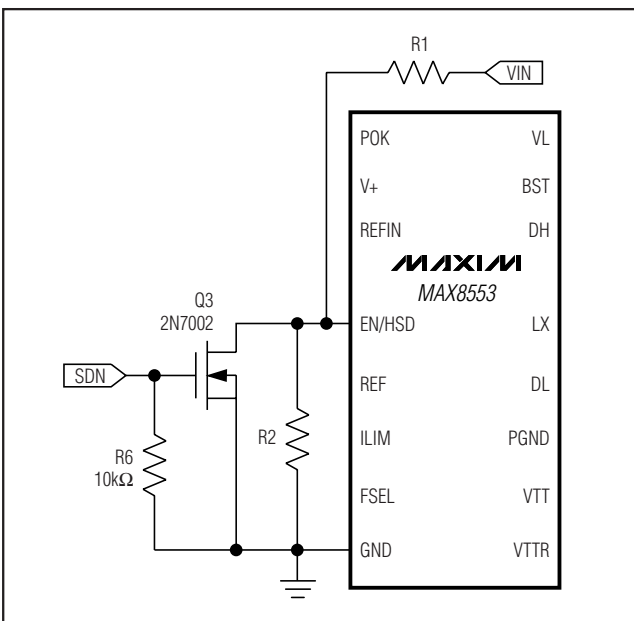 R1
VIN
POK VL
V+ BST
REFIN DH
MAXIM
MAX8553
Q3
2N7002
EN/HSD LX
SDN
REF DL
R6
10kΩ
R2
ILIM PGND
FSEL VTT
GND VTTR